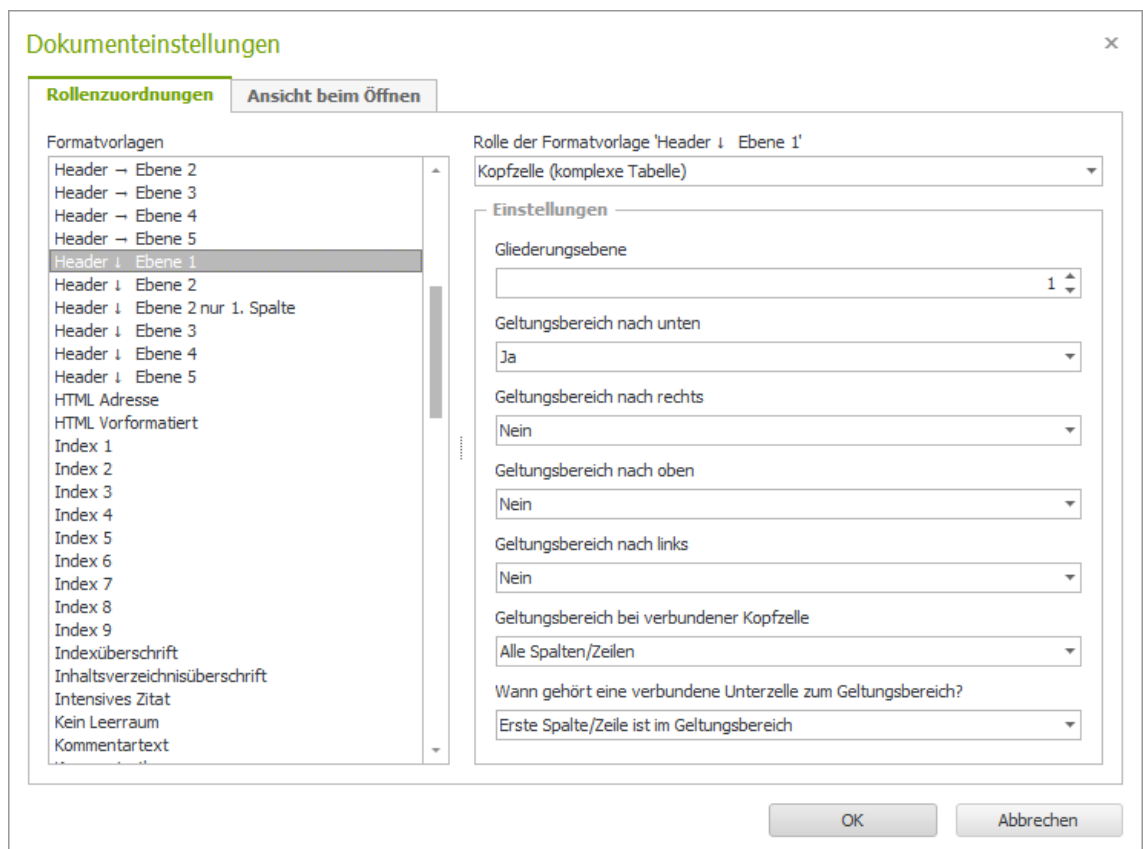 Dokumenteinstellungen
Rollenzuordnungen
Ansicht beim Öffnen
Formatvorlagen
Header → Ebene 2
Header → Ebene 3
Header → Ebene 4
Header → Ebene 5
Header ↓ Ebene 1
Header ↓ Ebene 2
Header ↓ Ebene 2 nur 1. Spalte
Header ↓ Ebene 3
Header ↓ Ebene 4
Header ↓ Ebene 5
HTML Adresse
HTML Vorformatiert
Index 1
Index 2
Index 3
Index 4
Index 5
Index 6
Index 7
Index 8
Index 9
Indexüberschrift
Inhaltsverzeichnisüberschrift
Intensives Zitat
Kein Leerraum
Kommentartext
Rolle der Formatvorlage 'Header ↓ Ebene 1'
Kopfzelle (komplexe Tabelle)
Einstellungen
Gliederungsebene
1
Geltungsbereich nach unten
Ja
Geltungsbereich nach rechts
Nein
Geltungsbereich nach oben
Nein
Geltungsbereich nach links
Nein
Geltungsbereich bei verbundener Kopfzelle
Alle Spalten/Zeilen
Wann gehört eine verbundene Unterzelle zum Geltungsbereich?
Erste Spalte/Zeile ist im Geltungsbereich
OK
Abbrechen